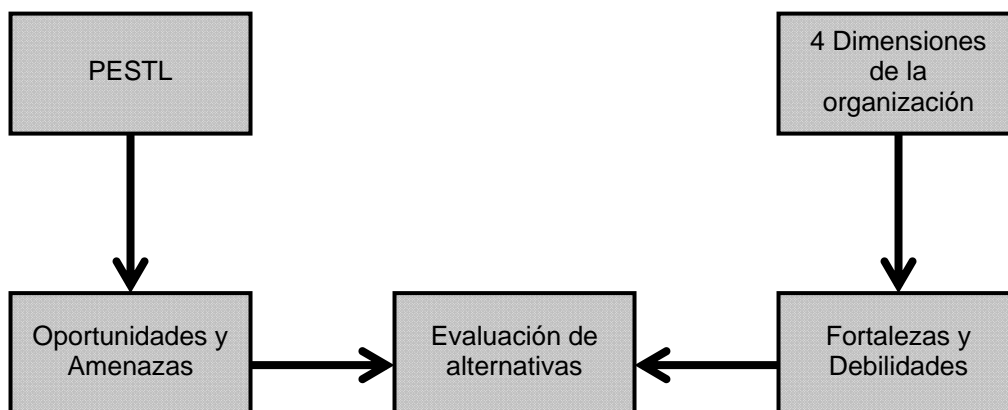 PESTL
4 Dimensiones
de la
organización
Oportunidades y
Amenazas
Evaluación de
alternativas
Fortalezas y
Debilidades